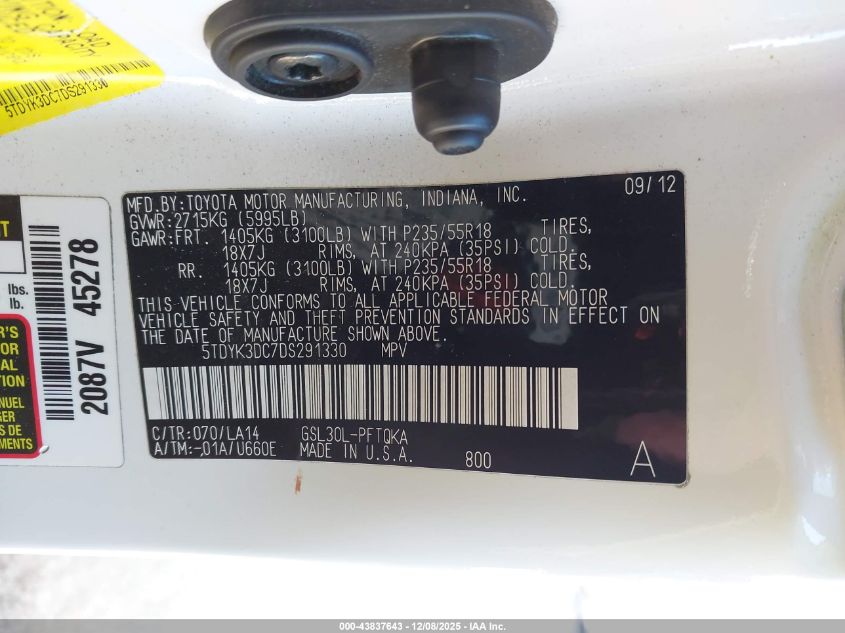 5TDYK3DC7DS291330
2087V 45278
lbs.
lb.
MFD.BY:TOYOTA MOTOR MANUFACTURING, INDIANA, INC. 09/12
GVWR:2715KG (5995LB)
GAWR:FRT. 1405KG (3100LB) WITH P235/55R18 TIRES,
18X7J RIMS, AT 240KPA (35PSI) COLD.
RR. 1405KG (3100LB) WITH P235/55R18 TIRES,
18X7J RIMS, AT 240KPA (35PSI) COLD.
THIS VEHICLE CONFORMS TO ALL APPLICABLE FEDERAL MOTOR
VEHICLE SAFETY AND THEFT PREVENTION STANDARDS IN EFFECT ON
THE DATE OF MANUFACTURE SHOWN ABOVE.
5TDYK3DC7DS291330 MPV
C/TR:070/LA14 GSL30L-PFTQKA
A/TM:-01A/U660E MADE IN U.S.A. 800 A
000-43837643 - 12/08/2025 - IAA Inc.